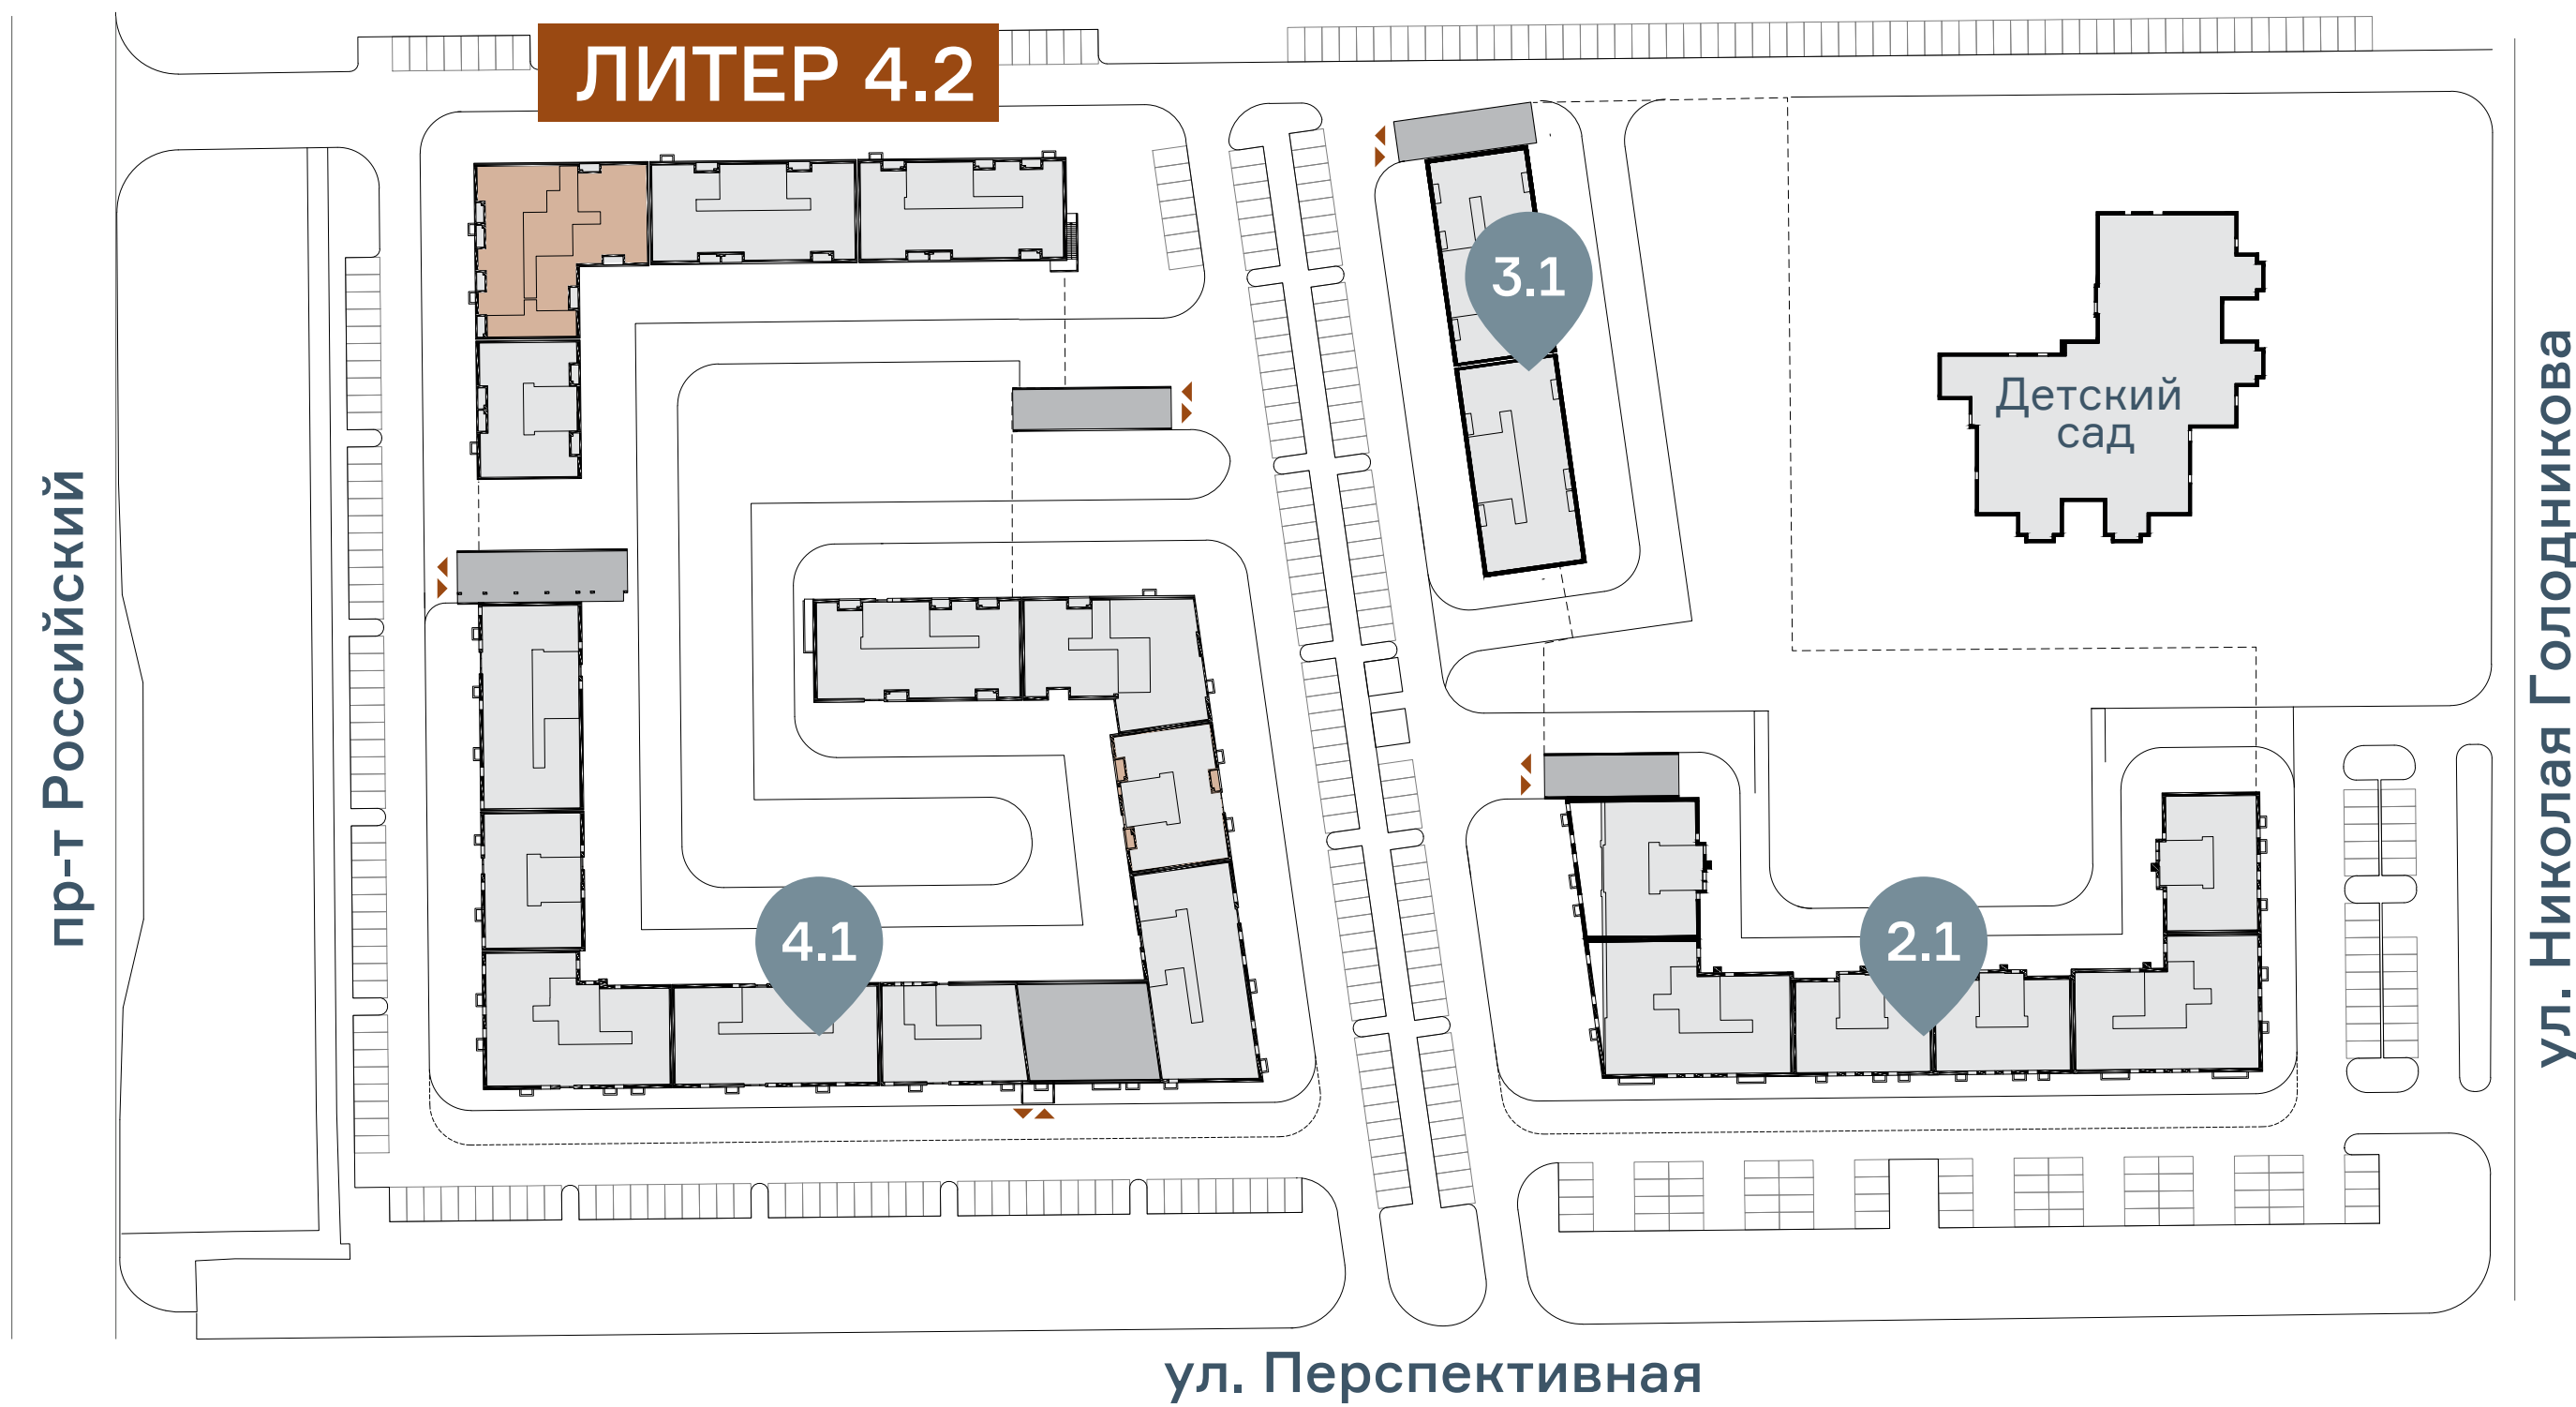 ЛИТЕР 4.2
3.1
Детский
сад
пр-т Российский
ул. Николая Голодникова
4.1
2.1
ул. Перспективная